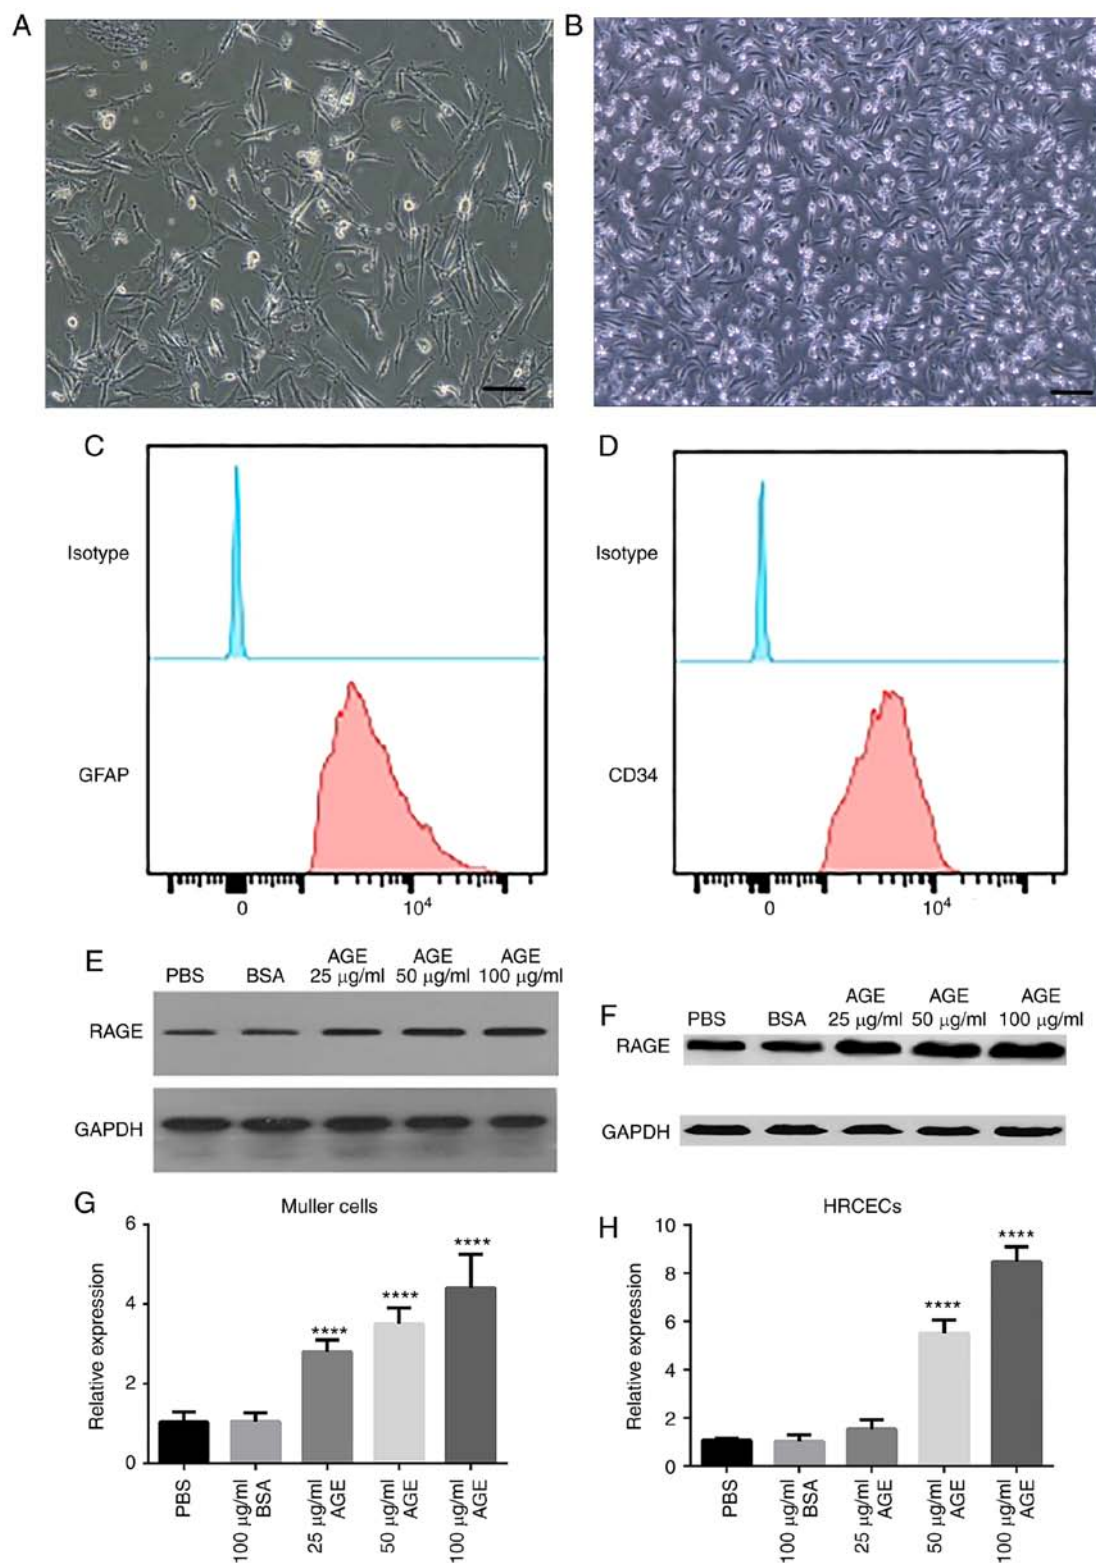 A
B
C
D
Isotype
Isotype
GFAP
CD34
0
10⁴
0
10⁴
E
PBS
BSA
AGE
25 µg/ml
AGE
50 µg/ml
AGE
100 µg/ml
RAGE
GAPDH
F
PBS
BSA
AGE
25 µg/ml
AGE
50 µg/ml
AGE
100 µg/ml
RAGE
GAPDH
G
Muller cells
Relative expression
6
4
2
0
****
****
****
PBS
100 µg/ml
BSA
25 µg/ml
AGE
50 µg/ml
AGE
100 µg/ml
AGE
H
HRCECs
Relative expression
10
8
6
4
2
0
****
****
PBS
100 µg/ml
BSA
25 µg/ml
AGE
50 µg/ml
AGE
100 µg/ml
AGE